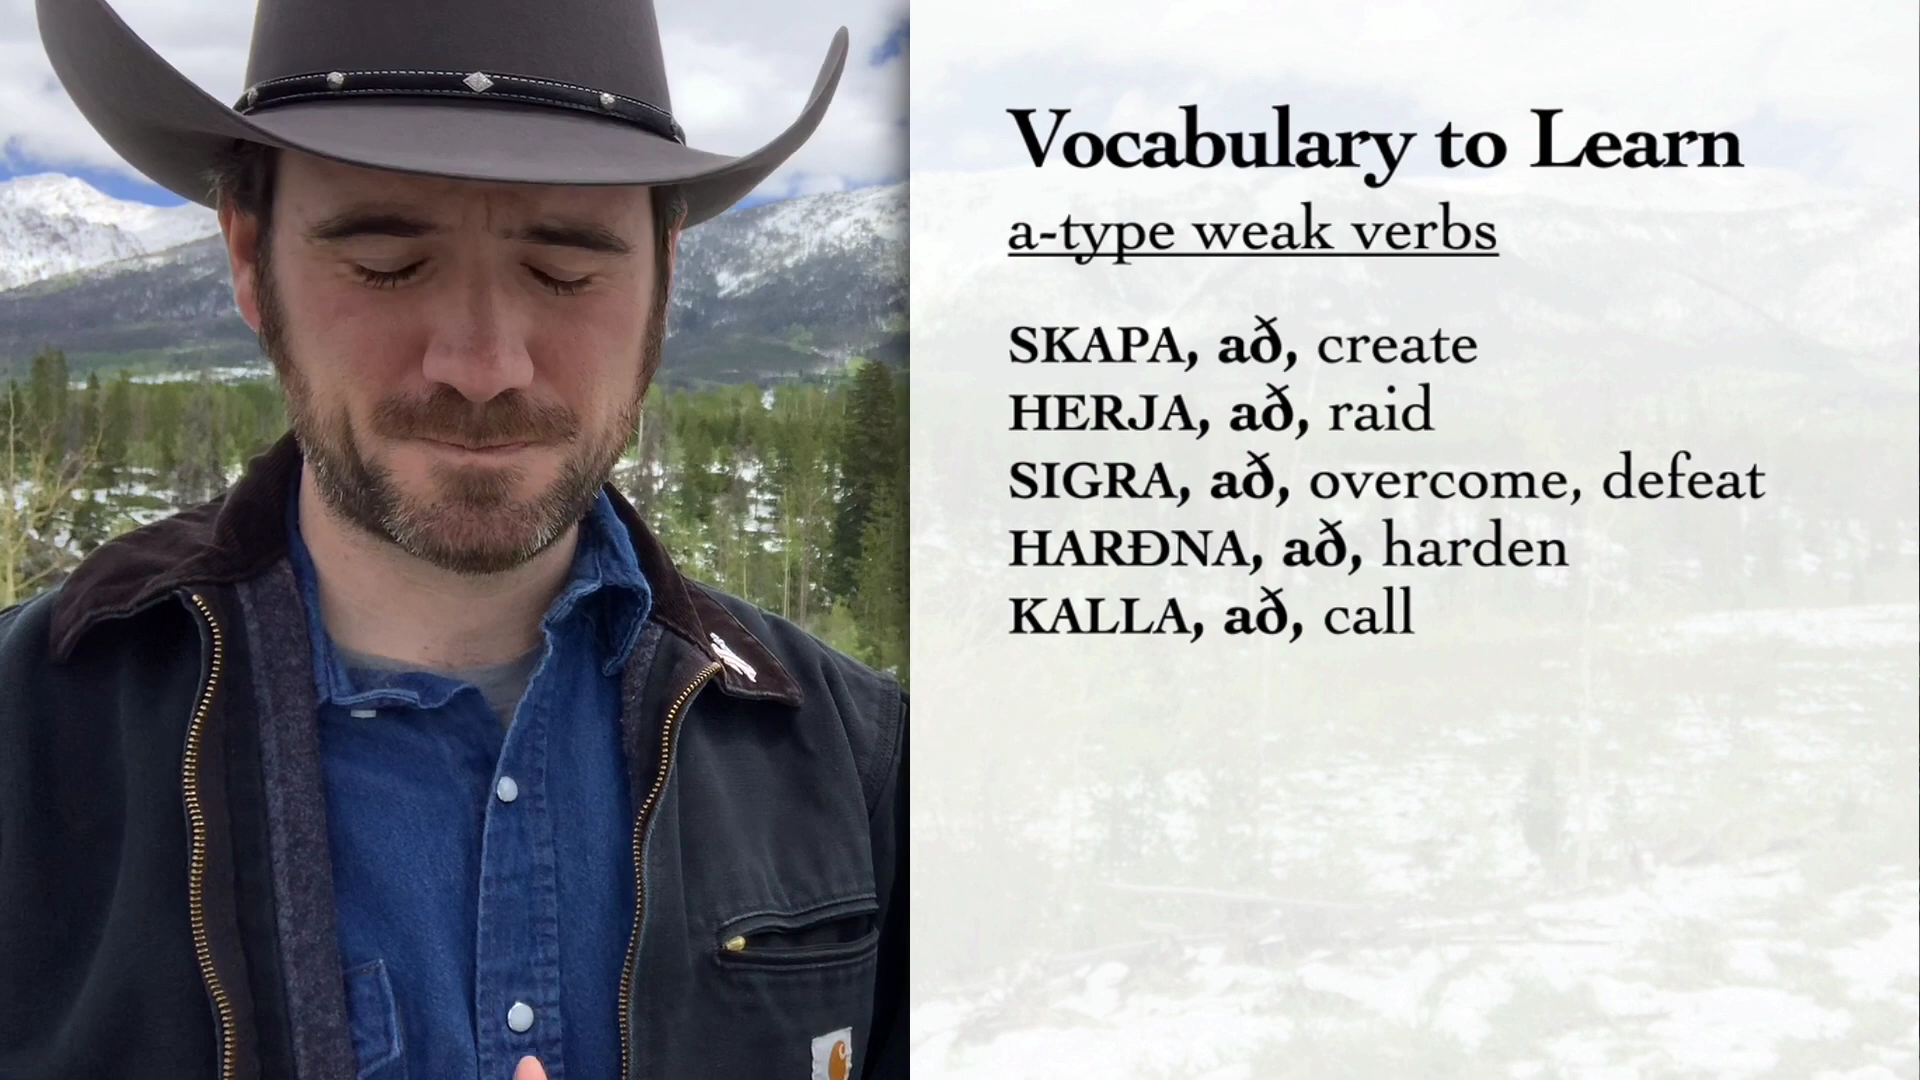 Vocabulary to Learn
a-type weak verbs
SKAPA, að, create
HERJA, að, raid
SIGRA, að, overcome, defeat
HARÐNA, að, harden
KALLA, að, call